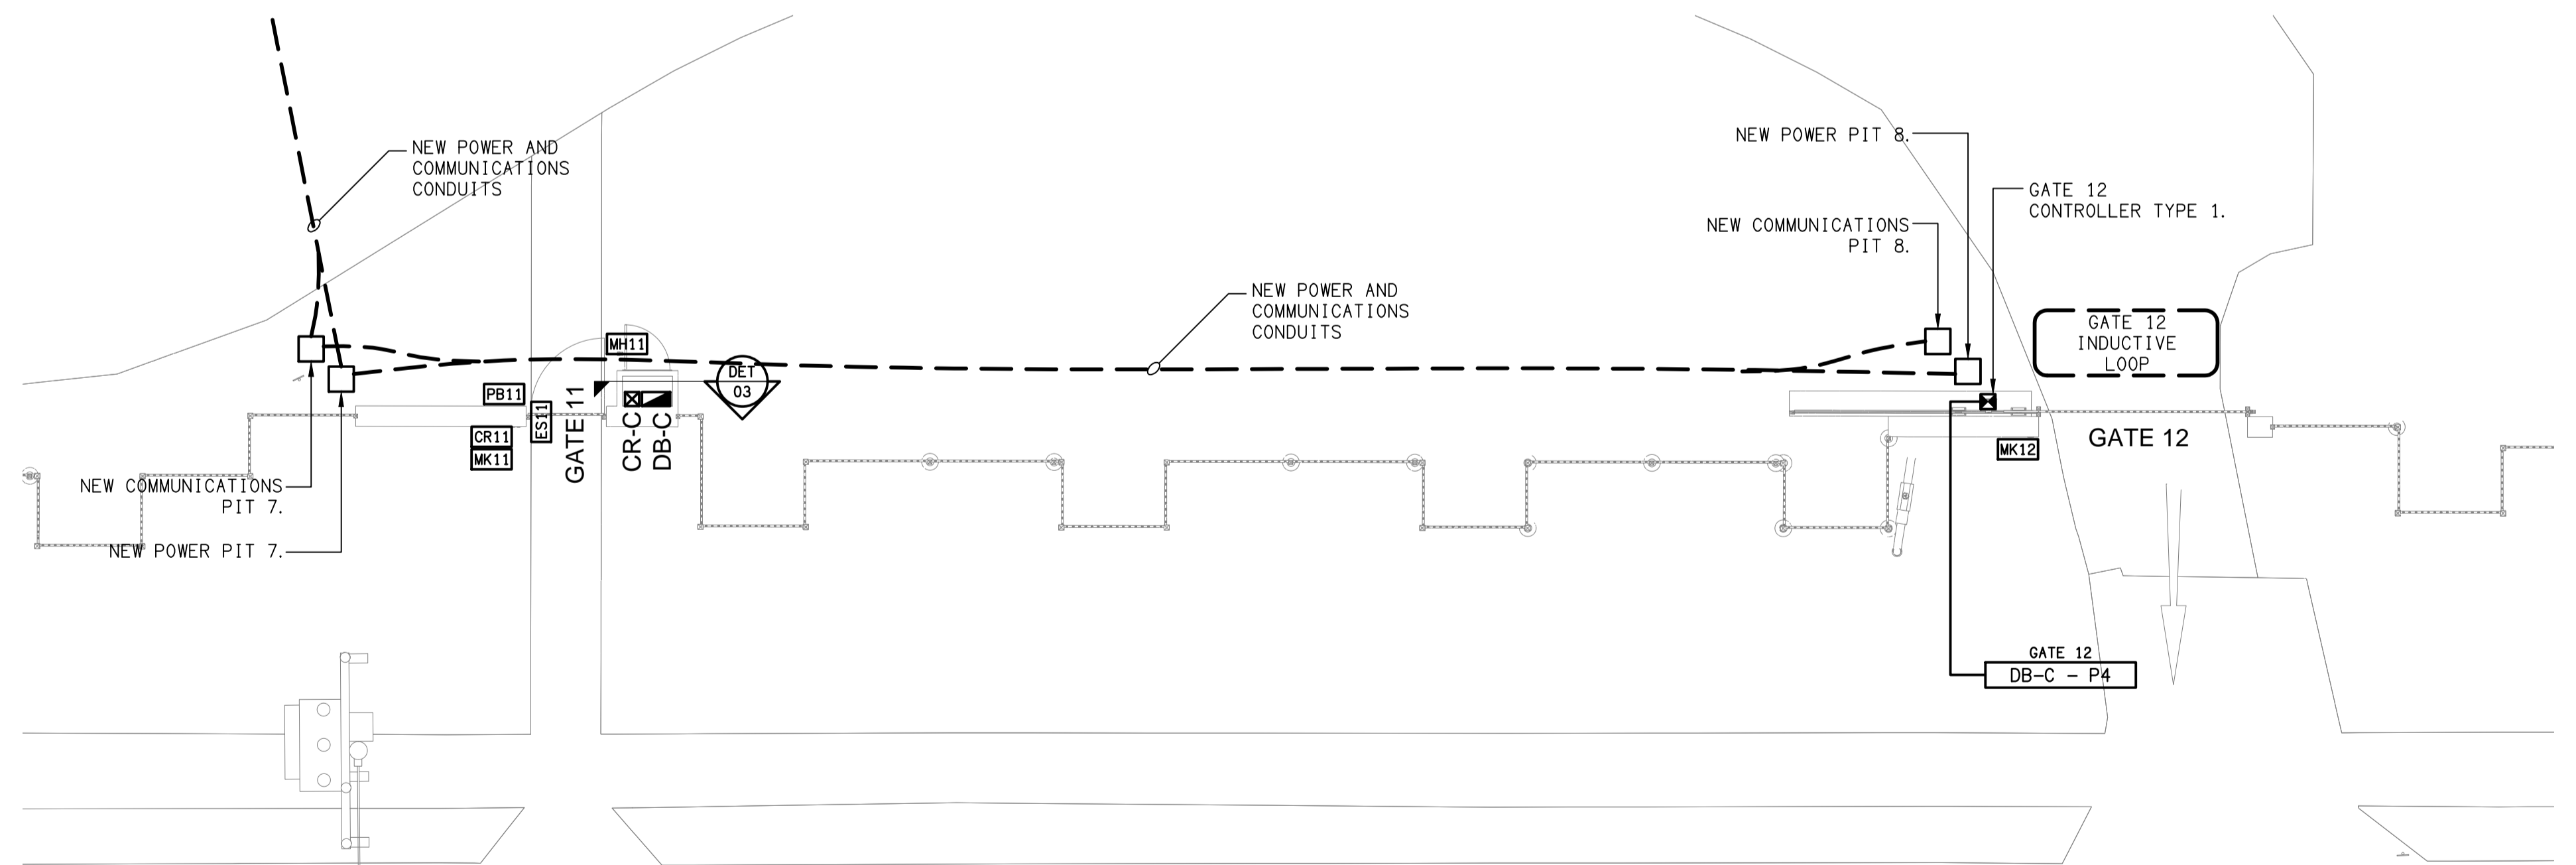 NEW POWER AND
COMMUNICATIONS
CONDUITS
NEW POWER PIT 8.
GATE 12
CONTROLLER TYPE 1.
NEW COMMUNICATIONS
PIT 8.
NEW POWER AND
COMMUNICATIONS
CONDUITS
GATE 12
INDUCTIVE
LOOP
MH11
DET
03
PB11
ES11
GATE 11
CR-C
DB-C
CR11
MK11
MK12
GATE 12
NEW COMMUNICATIONS
PIT 7.
NEW POWER PIT 7.
GATE 12
DB-C - P4